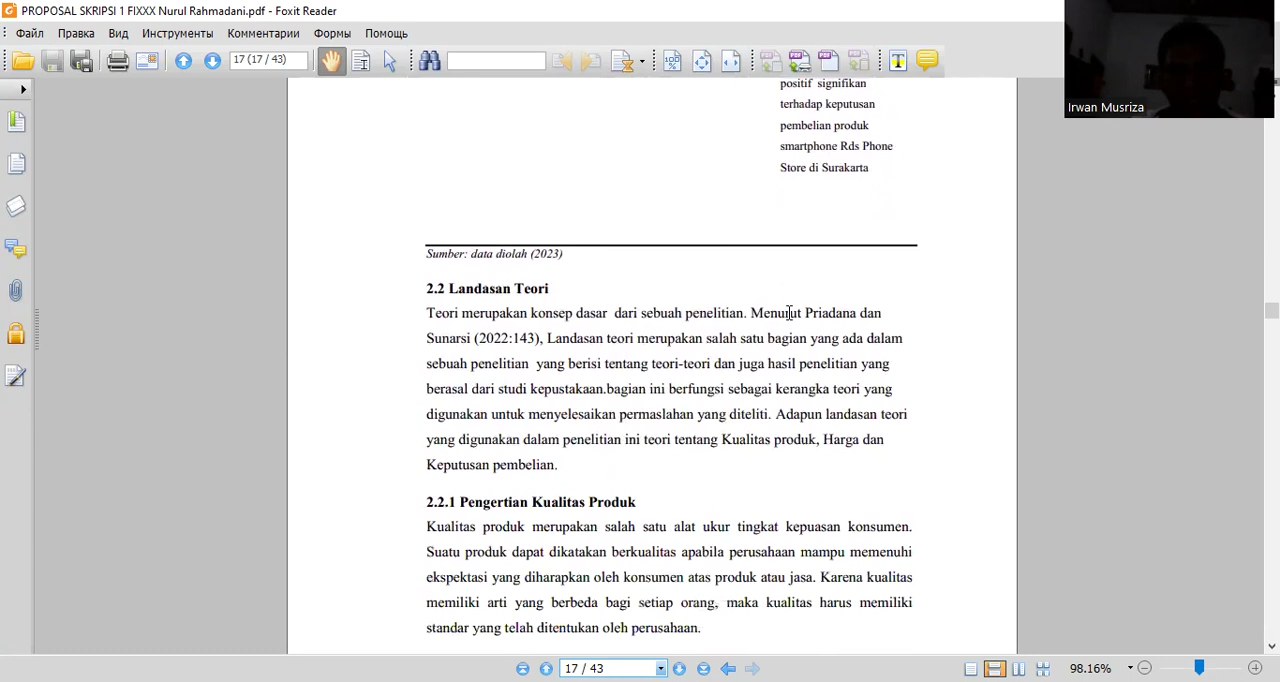 PROPOSAL SKRIPSI 1 FIXXX Nurul Rahmadani.pdf - Foxit Reader
Файл Правка Вид Инструменты Комментарии Формы Помощь
17 (17 / 43)
Irwan Musriza
positif signifikan
terhadap keputusan
pembelian produk
smartphone Rds Phone
Store di Surakarta
Sumber: data diolah (2023)
2.2 Landasan Teori
Teori merupakan konsep dasar dari sebuah penelitian. Menurut Priadana dan
Sunarsi (2022:143), Landasan teori merupakan salah satu bagian yang ada dalam
sebuah penelitian yang berisi tentang teori-teori dan juga hasil penelitian yang
berasal dari studi kepustakaan.bagian ini berfungsi sebagai kerangka teori yang
digunakan untuk menyelesaikan permaslahan yang diteliti. Adapun landasan teori
yang digunakan dalam penelitian ini teori tentang Kualitas produk, Harga dan
Keputusan pembelian.
2.2.1 Pengertian Kualitas Produk
Kualitas produk merupakan salah satu alat ukur tingkat kepuasan konsumen.
Suatu produk dapat dikatakan berkualitas apabila perusahaan mampu memenuhi
ekspektasi yang diharapkan oleh konsumen atas produk atau jasa. Karena kualitas
memiliki arti yang berbeda bagi setiap orang, maka kualitas harus memiliki
standar yang telah ditentukan oleh perusahaan.
17 / 43
98.16%